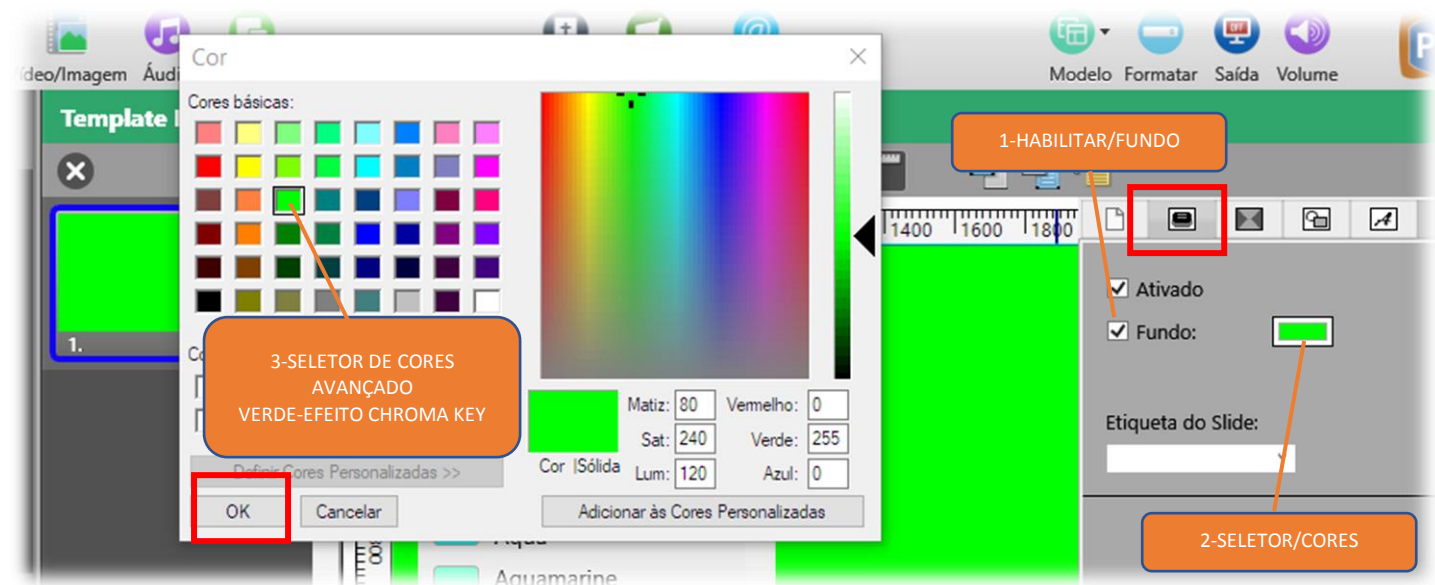 Modelo Formatar Saída Volume
Cor
Cores básicas:
Template
1-HABILITAR/FUNDO
1400 1600 1800
Ativado
Fundo:
1.
3-SELETOR DE CORES
AVANÇADO
VERDE-EFEITO CHROMA KEY
Matiz: 80 Vermelho: 0
Sat: 240 Verde: 255
Cor |Sólida Lum: 120 Azul: 0
Etiqueta do Slide:
Definir Cores Personalizadas >>
OK Cancelar Adicionar às Cores Personalizadas
2-SELETOR/CORES
Aqua
Aquamarine